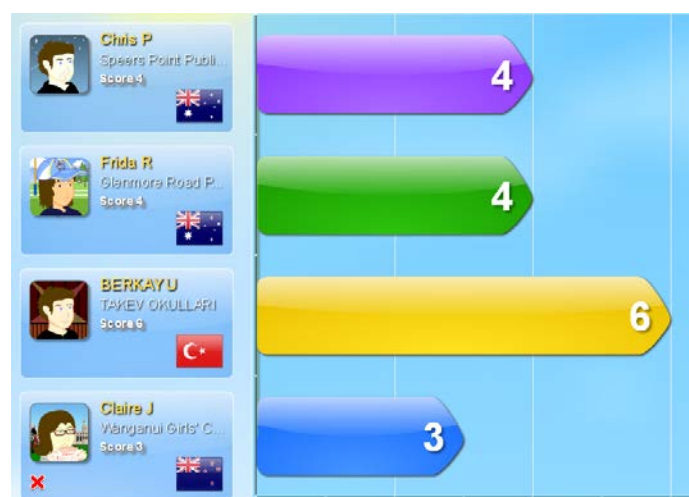 Chris P
Speers Point Publi...
Score 4
4
Frida R
Glenmore Road P...
Score 4
4
BERKAY U
TAKEV OKULLARI
Score 6
6
Claire J
Wanganui Girls' C...
Score 3
3